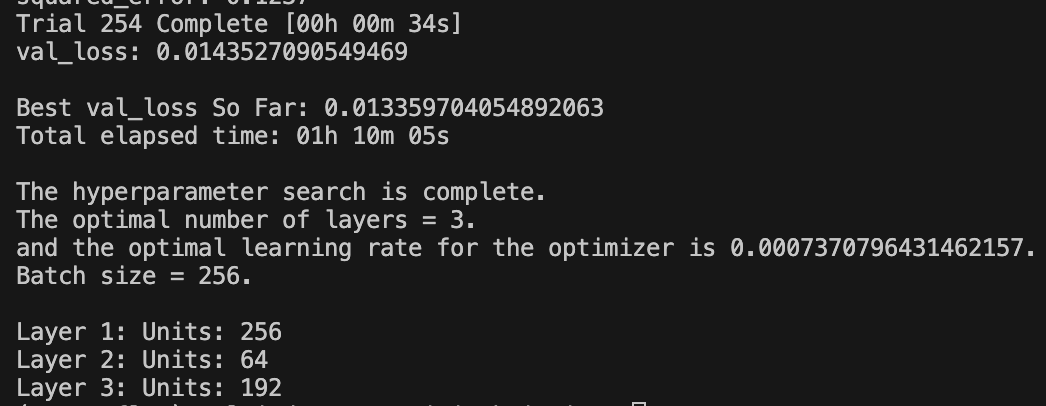 squared_error: 0.1257
Trial 254 Complete [00h 00m 34s]
val_loss: 0.0143527090549469
Best val_loss So Far: 0.013359704054892063
Total elapsed time: 01h 10m 05s
The hyperparameter search is complete.
The optimal number of layers = 3.
and the optimal learning rate for the optimizer is 0.0007370796431462157.
Batch size = 256.
Layer 1: Units: 256
Layer 2: Units: 64
Layer 3: Units: 192